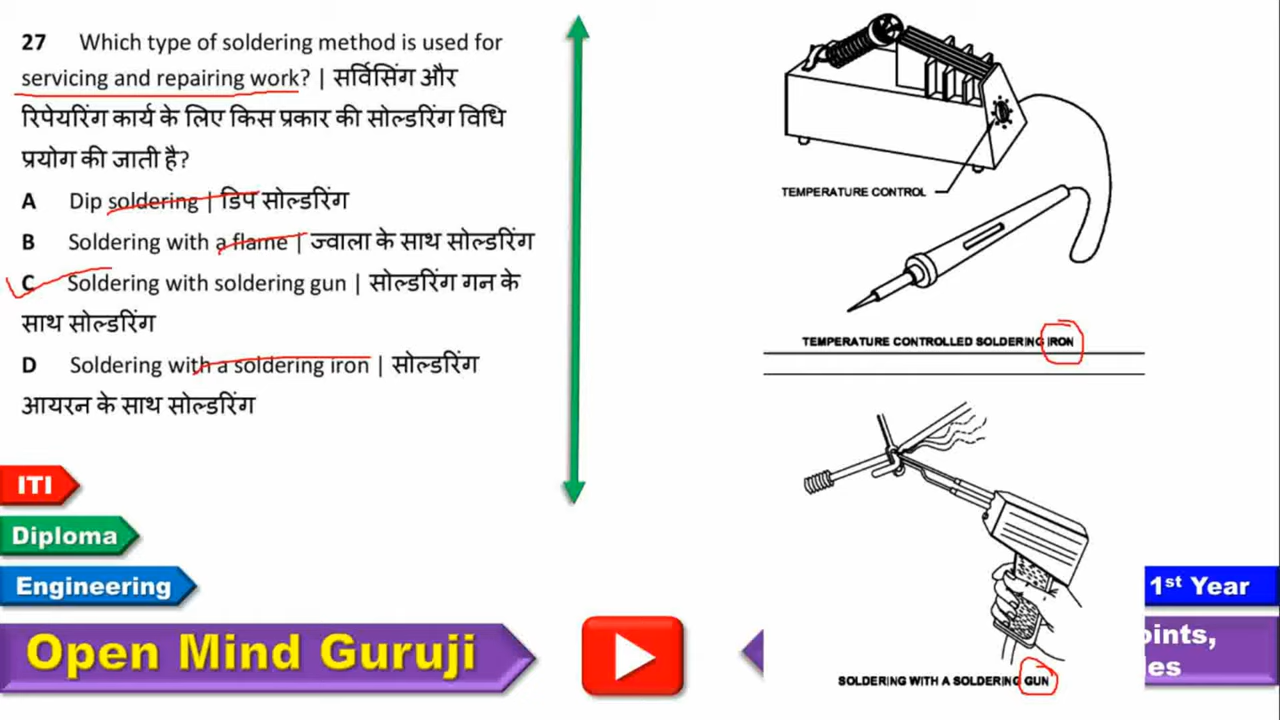 27 Which type of soldering method is used for
servicing and repairing work? | सर्विसिंग और
रिपेयरिंग कार्य के लिए किस प्रकार की सोल्डरिंग विधि
प्रयोग की जाती है?
A Dip soldering | डिप सोल्डरिंग
B Soldering with a flame | ज्वाला के साथ सोल्डरिंग
C Soldering with soldering gun | सोल्डरिंग गन के
साथ सोल्डरिंग
D Soldering with a soldering iron | सोल्डरिंग
आयरन के साथ सोल्डरिंग
ITI
Diploma
Engineering
Open Mind Guruji
TEMPERATURE CONTROL
TEMPERATURE CONTROLLED SOLDERING IRON
SOLDERING WITH A SOLDERING GUN
1st Year